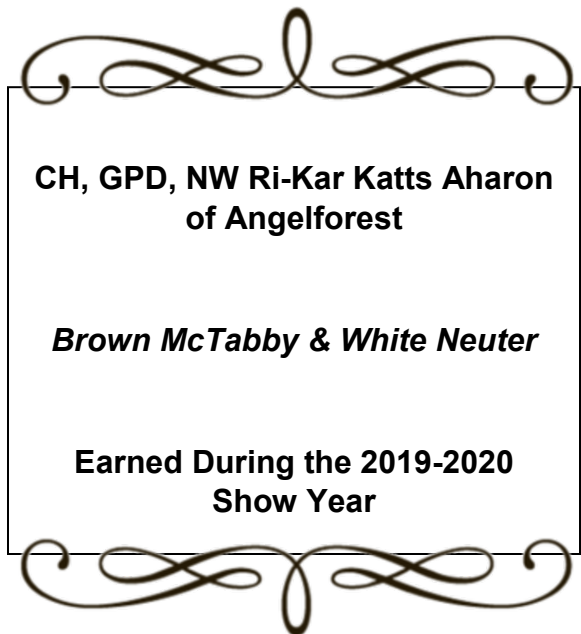 CH, GPD, NW Ri-Kar Katts Aharon
of Angelforest
Brown McTabby & White Neuter
Earned During the 2019-2020
Show Year